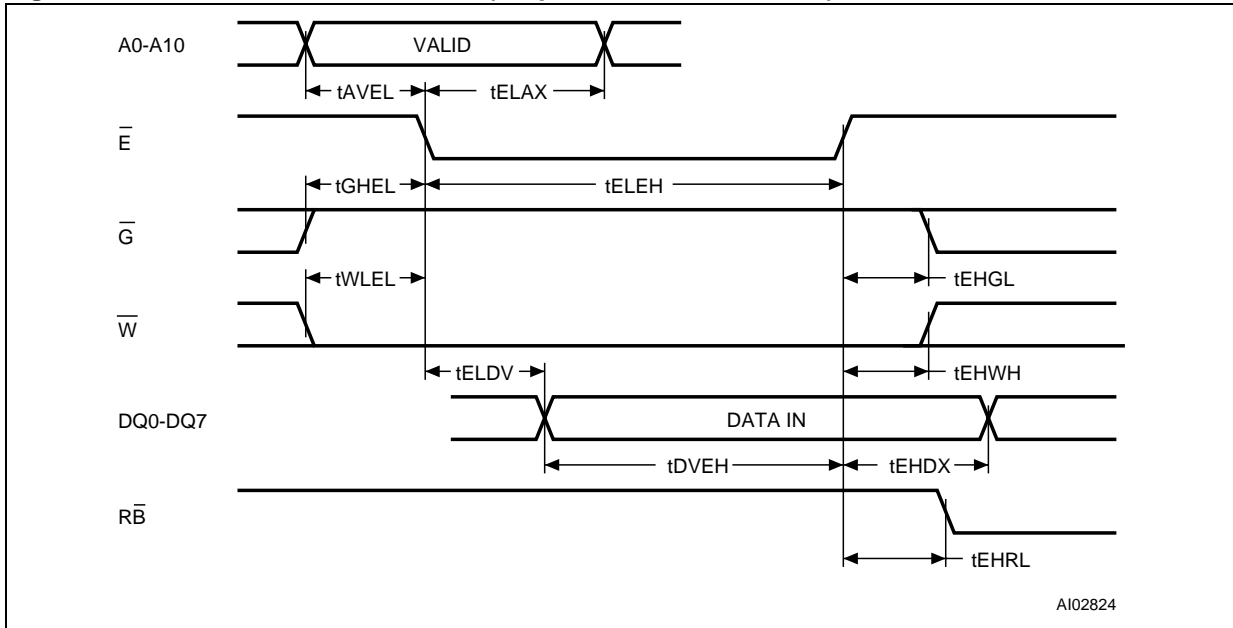 A0-A10
VALID
tAVEL
tELAX
E̅
tGHEL
tELEH
G̅
tWLEL
tEHGL
W̅
tELDV
tEHWH
DQ0-DQ7
DATA IN
tDVEH
tEHDX
RB̅
tEHRL
AI02824